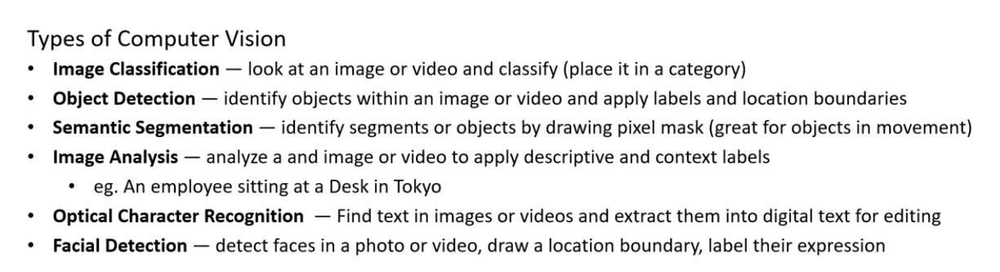 Types of Computer Vision
• Image Classification — look at an image or video and classify (place it in a category)
• Object Detection — identify objects within an image or video and apply labels and location boundaries
• Semantic Segmentation — identify segments or objects by drawing pixel mask (great for objects in movement)
• Image Analysis — analyze a and image or video to apply descriptive and context labels
• eg. An employee sitting at a Desk in Tokyo
• Optical Character Recognition — Find text in images or videos and extract them into digital text for editing
• Facial Detection — detect faces in a photo or video, draw a location boundary, label their expression